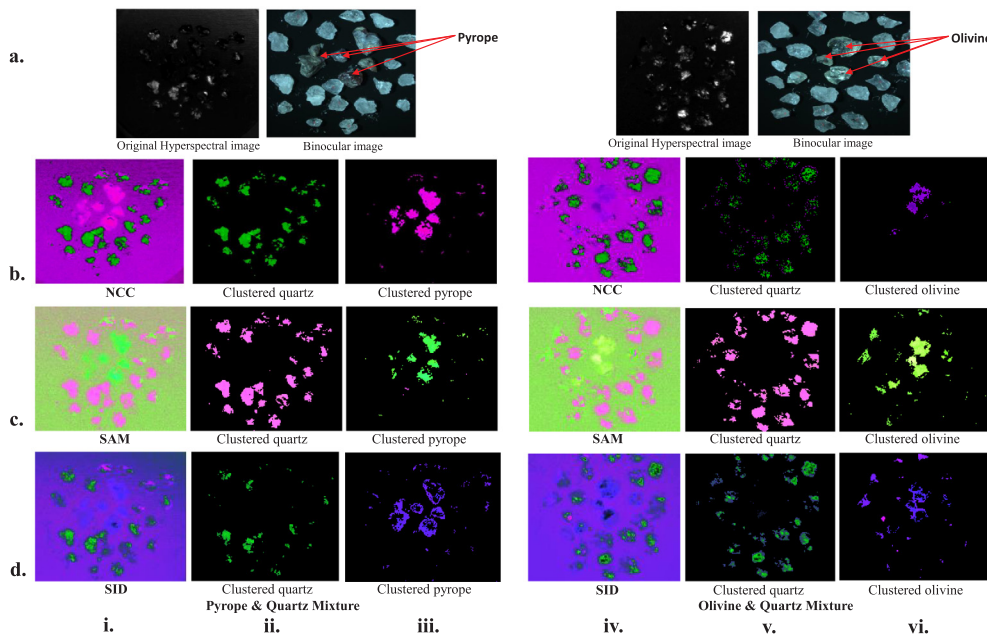 a.
Pyrope
Olivine
Original Hyperspectral image Binocular image
Original Hyperspectral image Binocular image
b.
NCC Clustered quartz Clustered pyrope
NCC Clustered quartz Clustered olivine
c.
SAM Clustered quartz Clustered pyrope
SAM Clustered quartz Clustered olivine
d.
SID Clustered quartz Clustered pyrope
SID Clustered quartz Clustered olivine
Pyrope & Quartz Mixture
Olivine & Quartz Mixture
i. ii. iii. iv. v. vi.